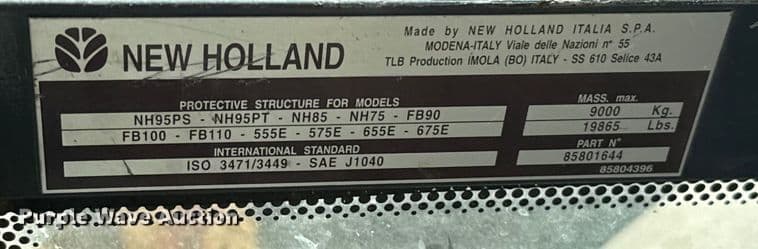 NEW HOLLAND
Made by NEW HOLLAND ITALIA S.P.A.
MODENA-ITALY Viale delle Nazioni n° 55
TLB Production IMOLA (BO) ITALY - SS 610 Selice 43A
PROTECTIVE STRUCTURE FOR MODELS
NH95PS - NH95PT - NH85 - NH75 - FB90
FB100 - FB110 - 555E - 575E - 655E - 675E
INTERNATIONAL STANDARD
ISO 3471/3449 - SAE J1040
MASS. max.
9000 Kg.
19865 Lbs.
PART N°
85801644
85804396
Purple Wave Auction